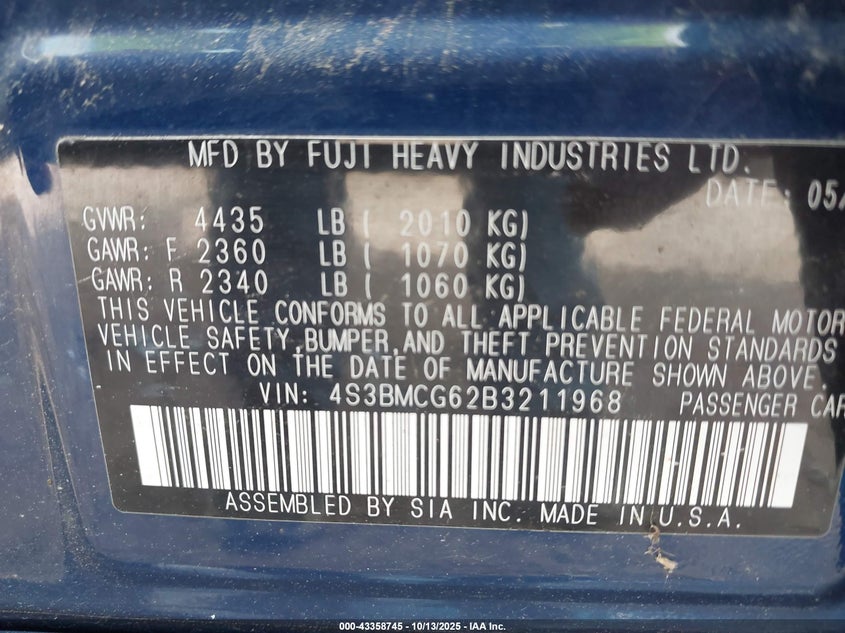 MFD BY FUJI HEAVY INDUSTRIES LTD.
DATE: 05/
GVWR: 4435 LB ( 2010 KG)
GAWR: F 2360 LB ( 1070 KG)
GAWR: R 2340 LB ( 1060 KG)
THIS VEHICLE CONFORMS TO ALL APPLICABLE FEDERAL MOTOR
VEHICLE SAFETY, BUMPER, AND THEFT PREVENTION STANDARDS
IN EFFECT ON THE DATE OF MANUFACTURE SHOWN ABOVE.
VIN: 4S3BMCG62B3211968 PASSENGER CAR
ASSEMBLED BY SIA INC. MADE IN U.S.A.
000-43358745 - 10/13/2025 - IAA Inc.